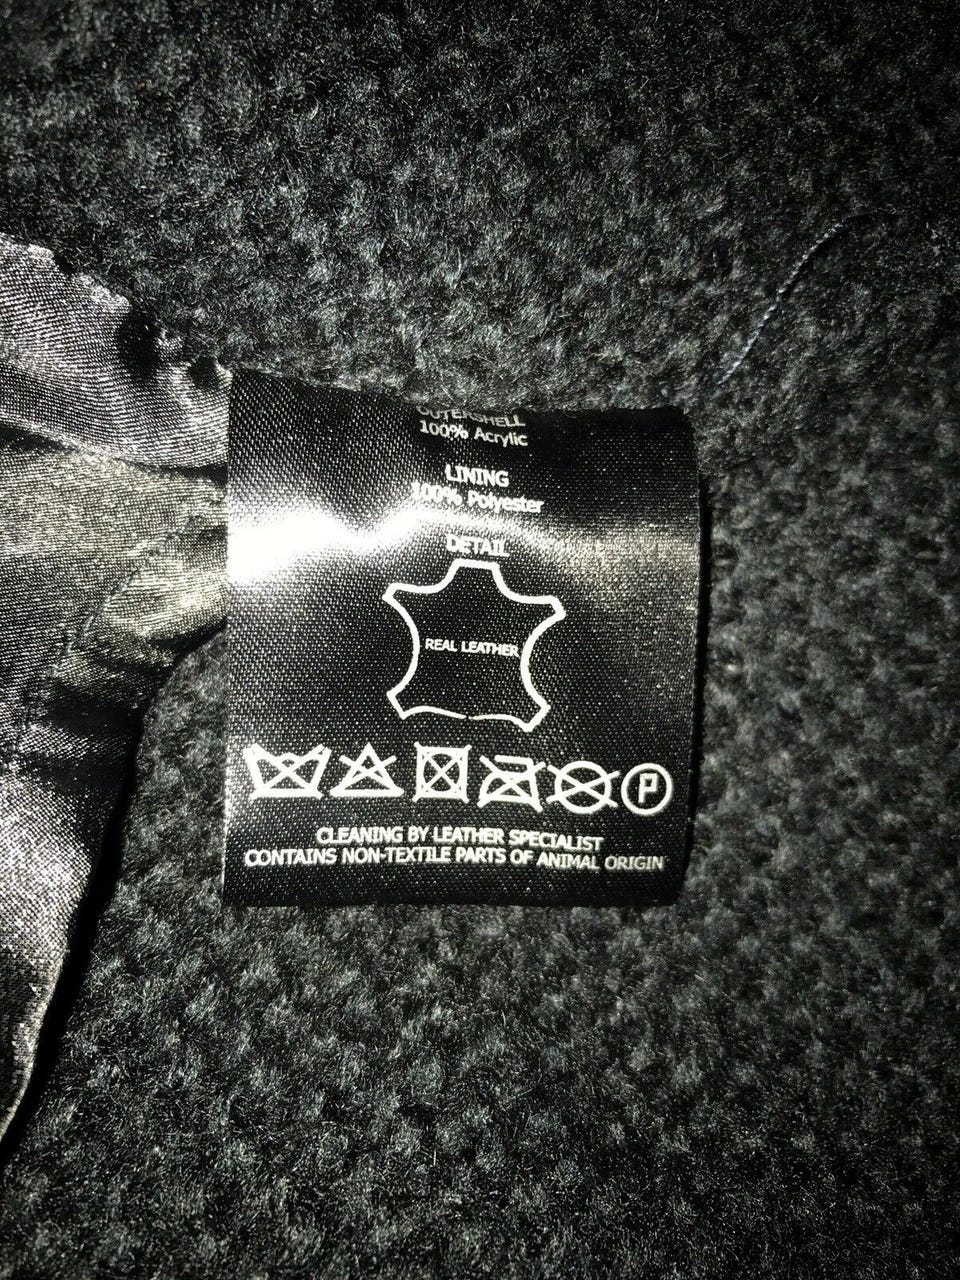 OUTERSHELL
100% Acrylic
LINING
100% Polyester
DETAIL
REAL LEATHER
P
CLEANING BY LEATHER SPECIALIST
CONTAINS NON-TEXTILE PARTS OF ANIMAL ORIGIN